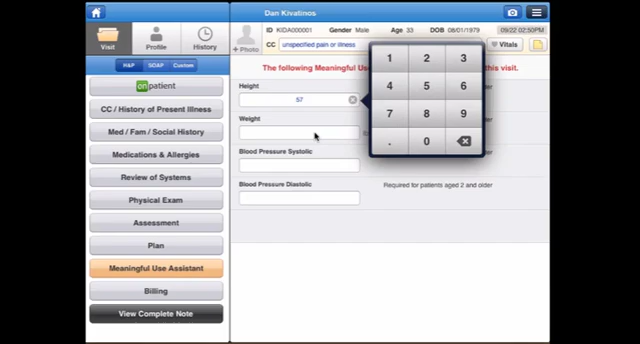 Dan Kivatinos
ID KIDA000001 Gender Male Age 33 DOB 08/01/1979 09/22 02:50PM
Visit Profile History
+ Photo
CC unspecified pain or illness
Vitals
H&P SOAP Custom
The following Meaningful Use this visit.
onpatient
CC / History of Present Illness
Med / Fam / Social History
Medications & Allergies
Review of Systems
Physical Exam
Assessment
Plan
Meaningful Use Assistant
Billing
View Complete Note
Height
57
Weight
Blood Pressure Systolic
Blood Pressure Diastolic
Required for patients aged 2 and older
1 2 3
4 5 6
7 8 9
. 0